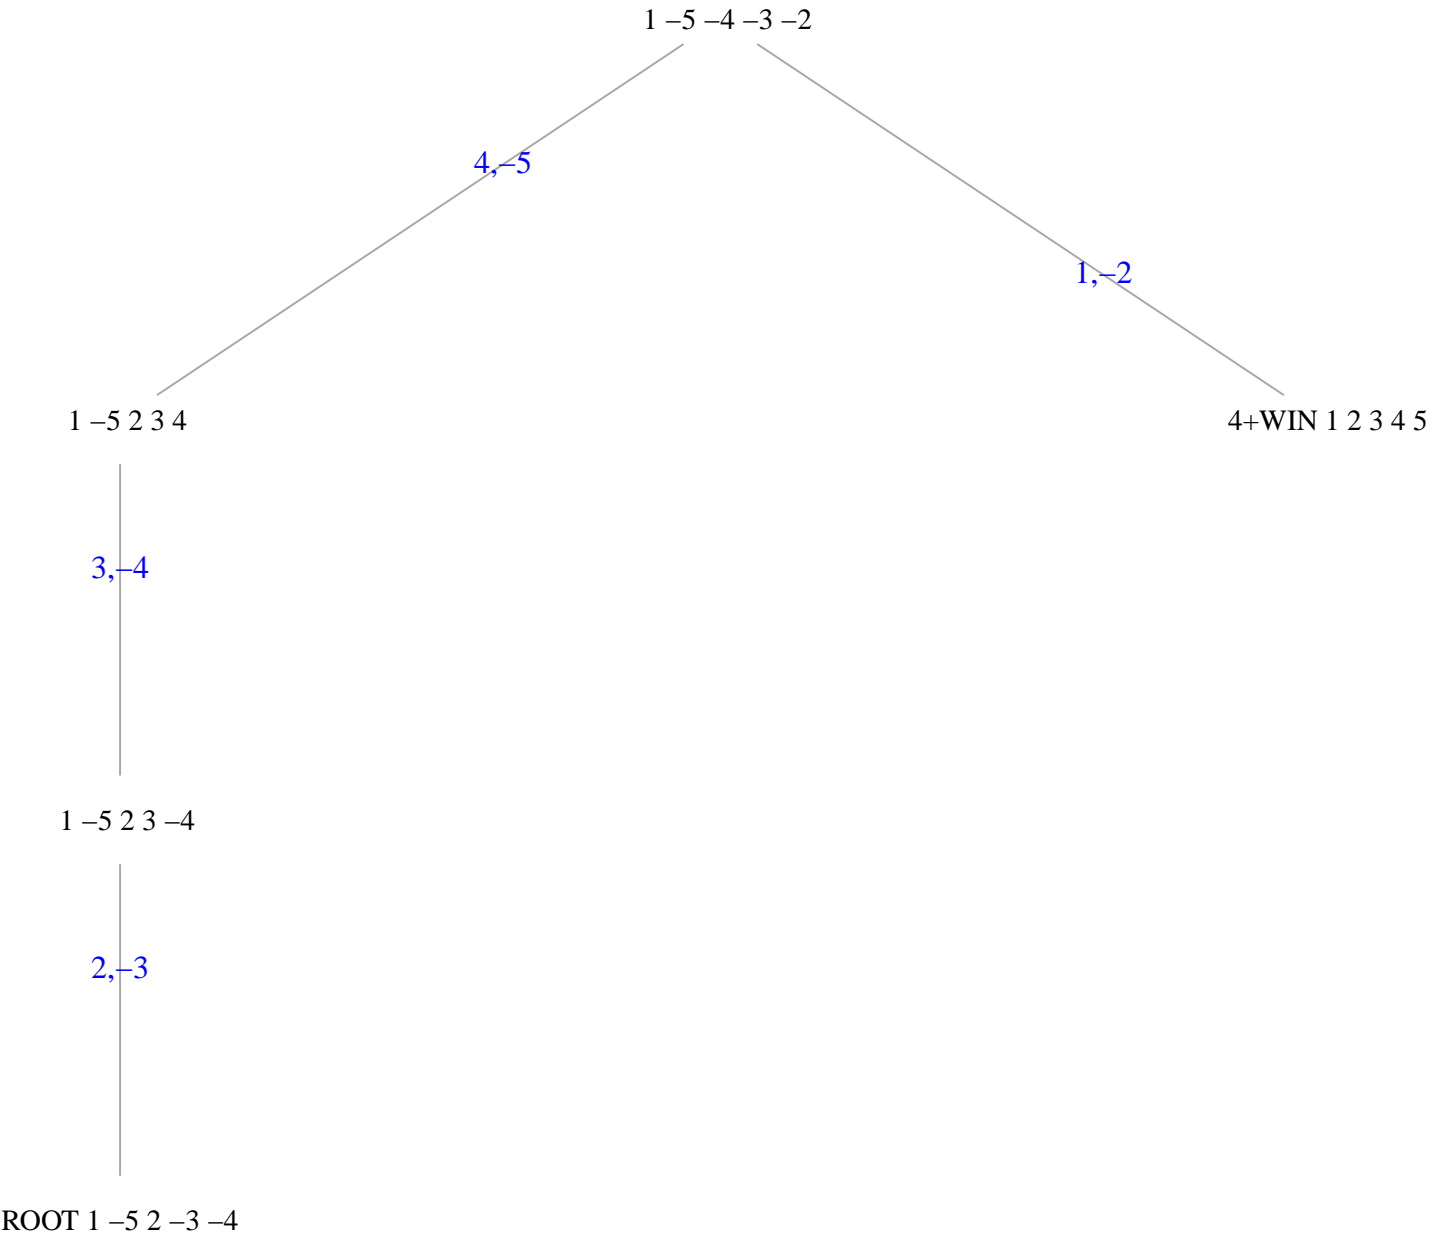 1 –5 –4 –3 –2
4,–5
1,–2
1 –5 2 3 4
4+WIN 1 2 3 4 5
3,–4
1 –5 2 3 –4
2,–3
ROOT 1 –5 2 –3 –4